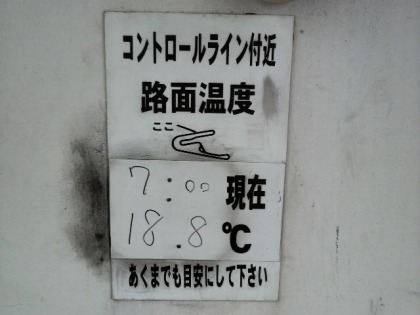 コントロールライン付近
路面温度
ここ
7:00 現在
18.8 ℃
あくまでも目安にして下さい